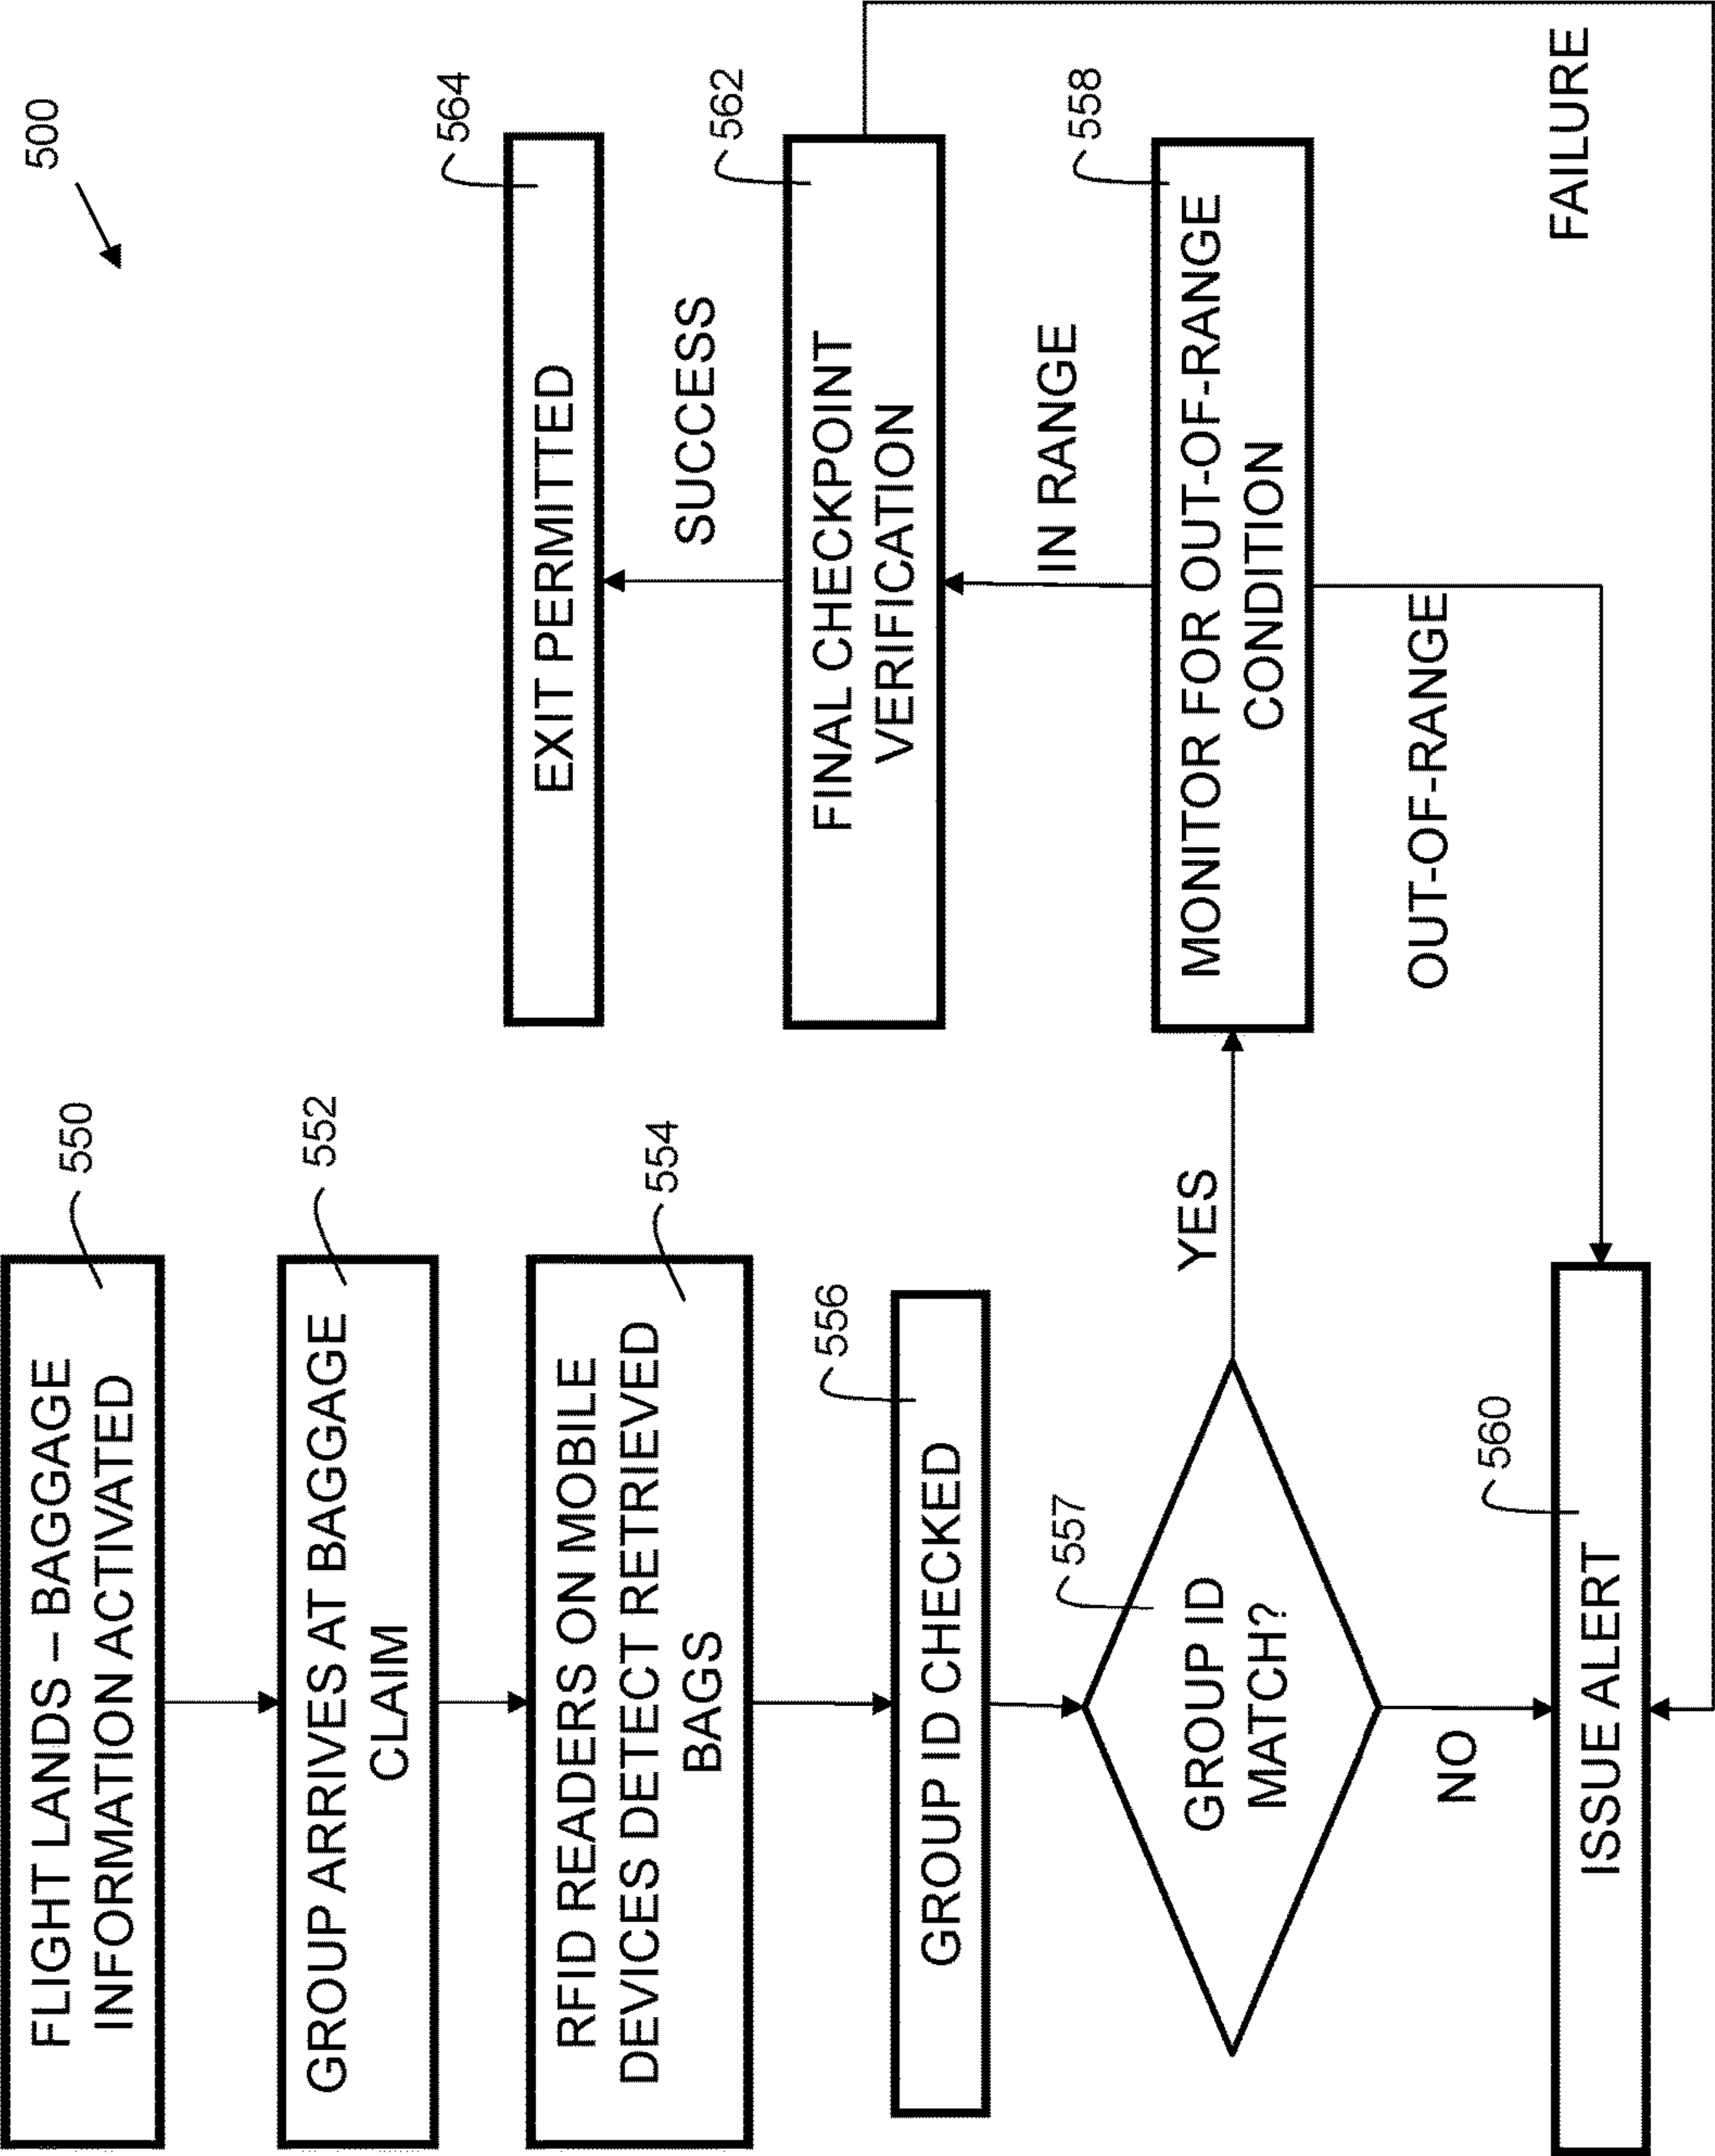 500
550
FLIGHT LANDS – BAGGAGE
INFORMATION ACTIVATED
552
GROUP ARRIVES AT BAGGAGE
CLAIM
554
RFID READERS ON MOBILE
DEVICES DETECT RETRIEVED
BAGS
556
GROUP ID CHECKED
557
GROUP ID
MATCH?
YES
NO
560
ISSUE ALERT
564
EXIT PERMITTED
SUCCESS
562
FINAL CHECKPOINT
VERIFICATION
IN RANGE
558
MONITOR FOR OUT-OF-RANGE
CONDITION
OUT-OF-RANGE
FAILURE